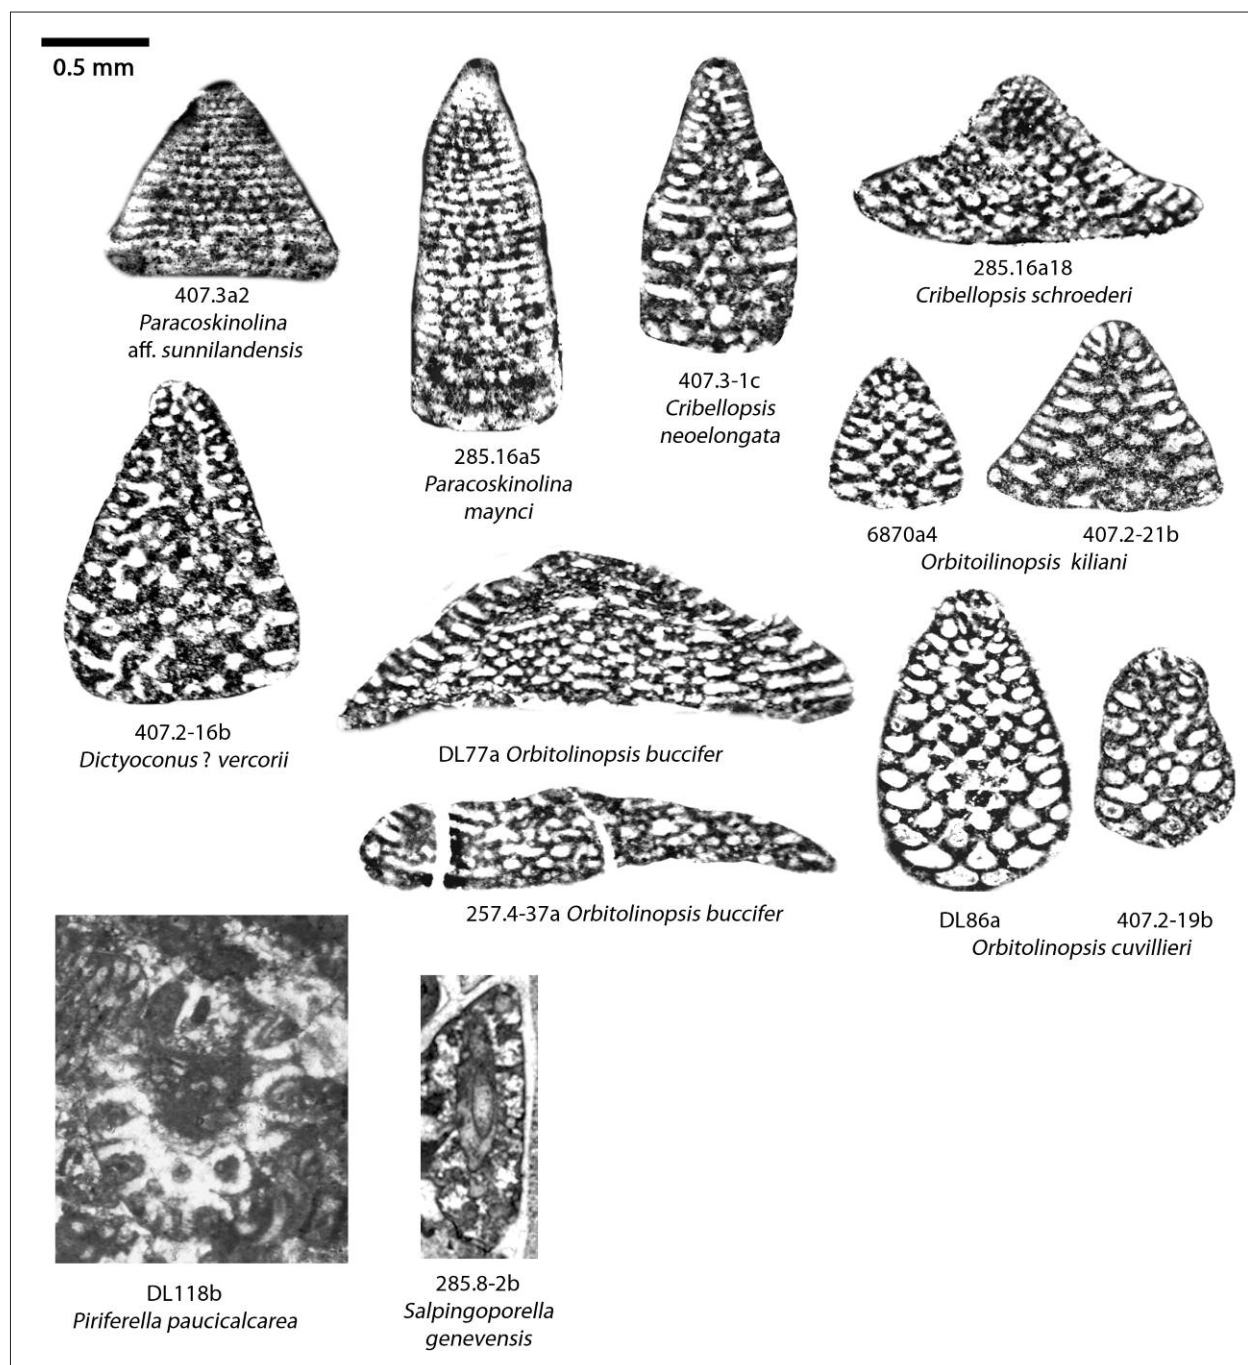 0.5 mm
407.3a2
Paracoskinolina
aff. sunnilandensis
285.16a5
Paracoskinolina
maynci
407.3-1c
Cribellopsis
neoelongata
285.16a18
Cribellopsis schroederi
6870a4
407.2-21b
Orbitoilinopsis kiliani
407.2-16b
Dictyoconus ? vercorii
DL77a Orbitolinopsis buccifer
257.4-37a Orbitolinopsis buccifer
DL86a
407.2-19b
Orbitolinopsis cuvillieri
DL118b
Piriferella paucicalcarea
285.8-2b
Salpingoporella
genevensis